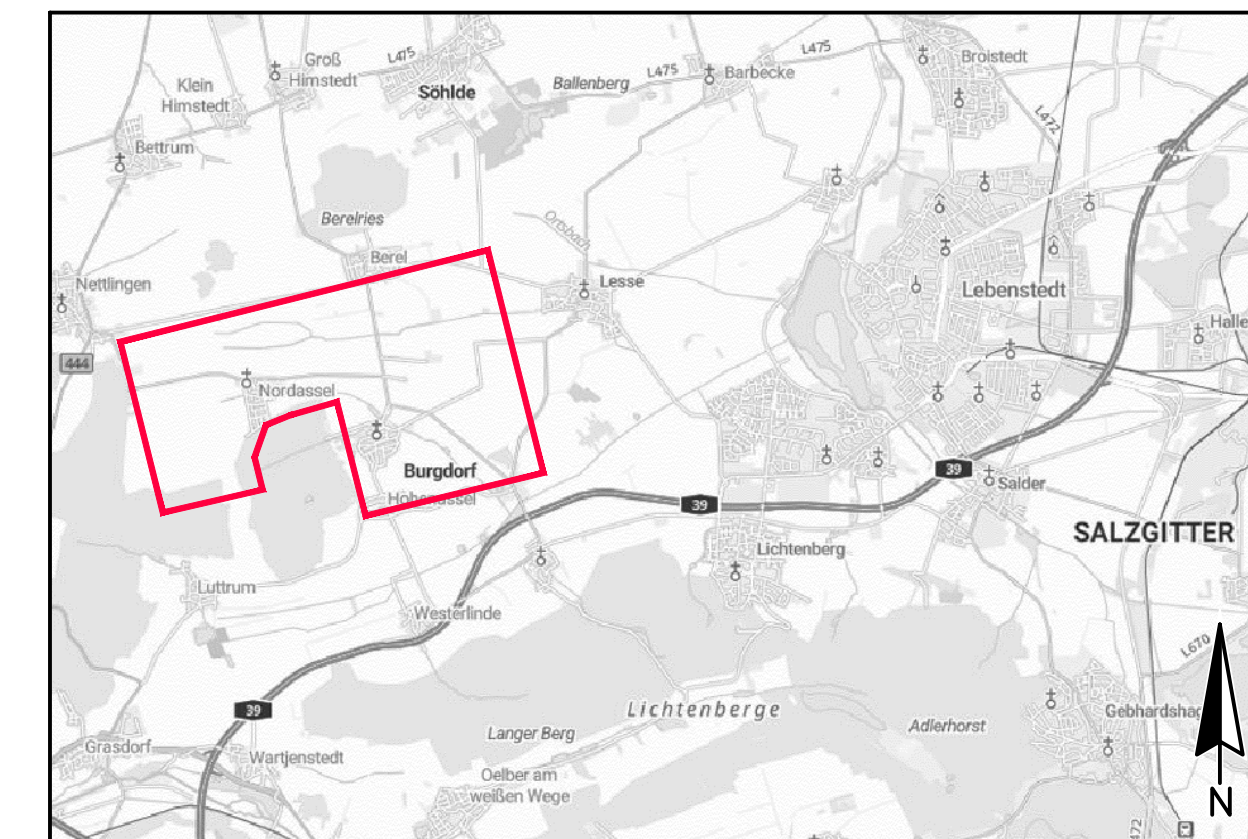 L475
Broistedt
Groß
Himstedt
L475
Barbecke
Klein
Himstedt
Söhlde
Ballenberg
L475
L472
Bettrum
Berelries
Nettlingen
Berel
Lesse
Lebenstedt
Halle
444
Nordassel
Burgdorf
39
Salder
39
SALZGITTER
Lichtenberg
Luttrum
Westerlinde
L670
39
Lichtenberge
Gebhardshag
Adlerhorst
Langer Berg
Grasdorf
Wartjenstedt
Oelber am
weißen Wege
N